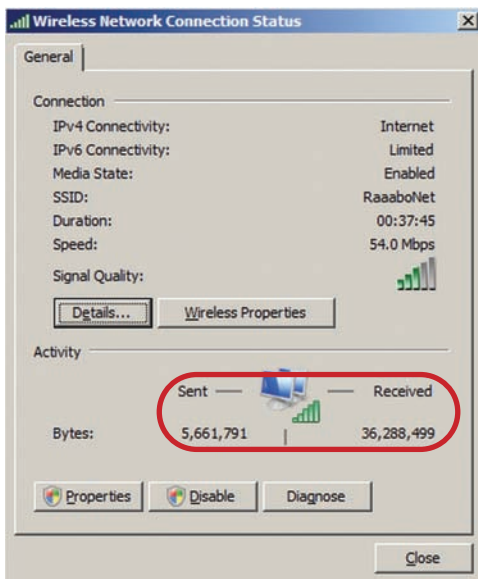 Wireless Network Connection Status
General
Connection
IPv4 Connectivity: Internet
IPv6 Connectivity: Limited
Media State: Enabled
SSID: RaaaboNet
Duration: 00:37:45
Speed: 54.0 Mbps
Signal Quality:
Details... Wireless Properties
Activity
Sent Received
Bytes: 5,661,791 36,288,499
Properties Disable Diagnose
Close